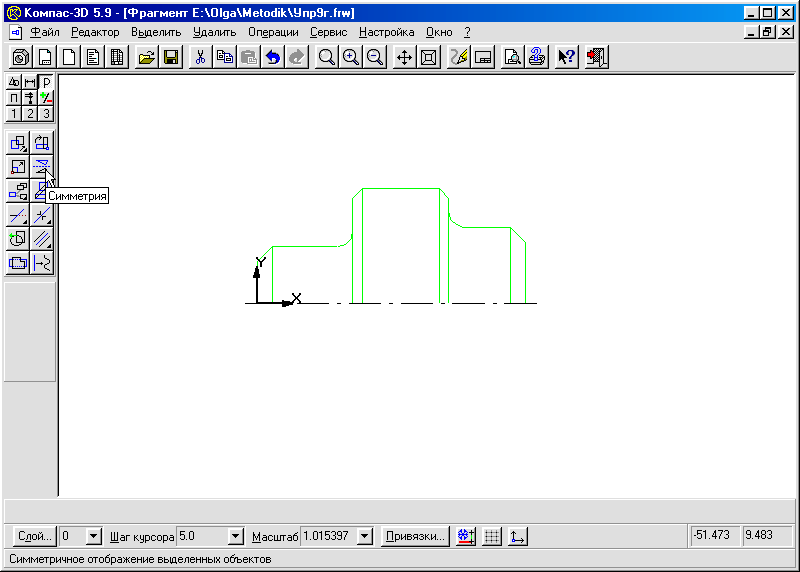 Компас-3D 5.9 - [Фрагмент E:\Olga\Metodik\Упр9г.frw]
Файл Редактор Выделить Удалить Операции Сервис Настройка Окно ?
P
П
1 2 3
Симметрия
Y
X
Слой... 0 Шаг курсора 5.0 Масштаб 1.015397 Привязки... -51.473 9.483
Симметричное отображение выделенных объектов